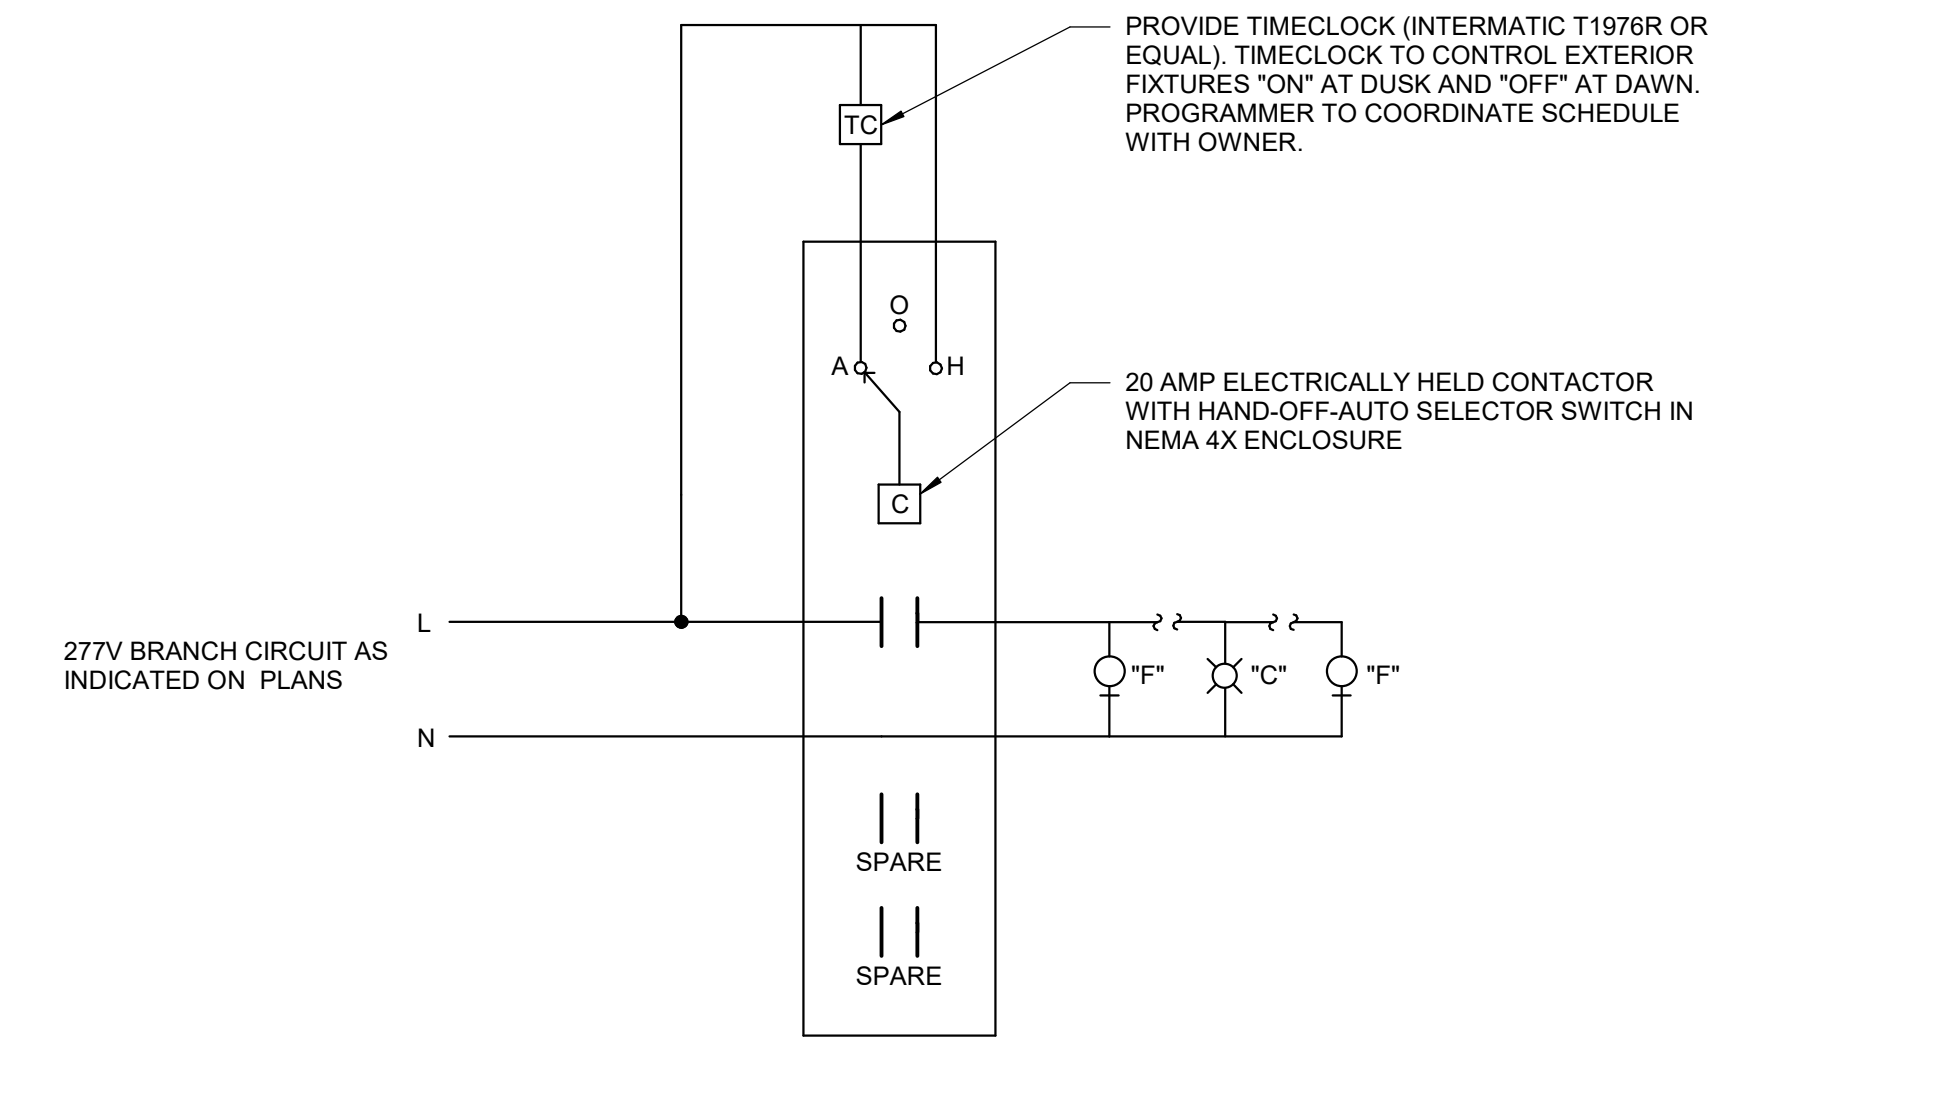 PROVIDE TIMECLOCK (INTERMATIC T1976R OR
EQUAL). TIMECLOCK TO CONTROL EXTERIOR
FIXTURES "ON" AT DUSK AND "OFF" AT DAWN.
PROGRAMMER TO COORDINATE SCHEDULE
WITH OWNER.
TC
O
A
H
20 AMP ELECTRICALLY HELD CONTACTOR
WITH HAND-OFF-AUTO SELECTOR SWITCH IN
NEMA 4X ENCLOSURE
C
L
277V BRANCH CIRCUIT AS
INDICATED ON PLANS
N
"F"
"C"
"F"
SPARE
SPARE